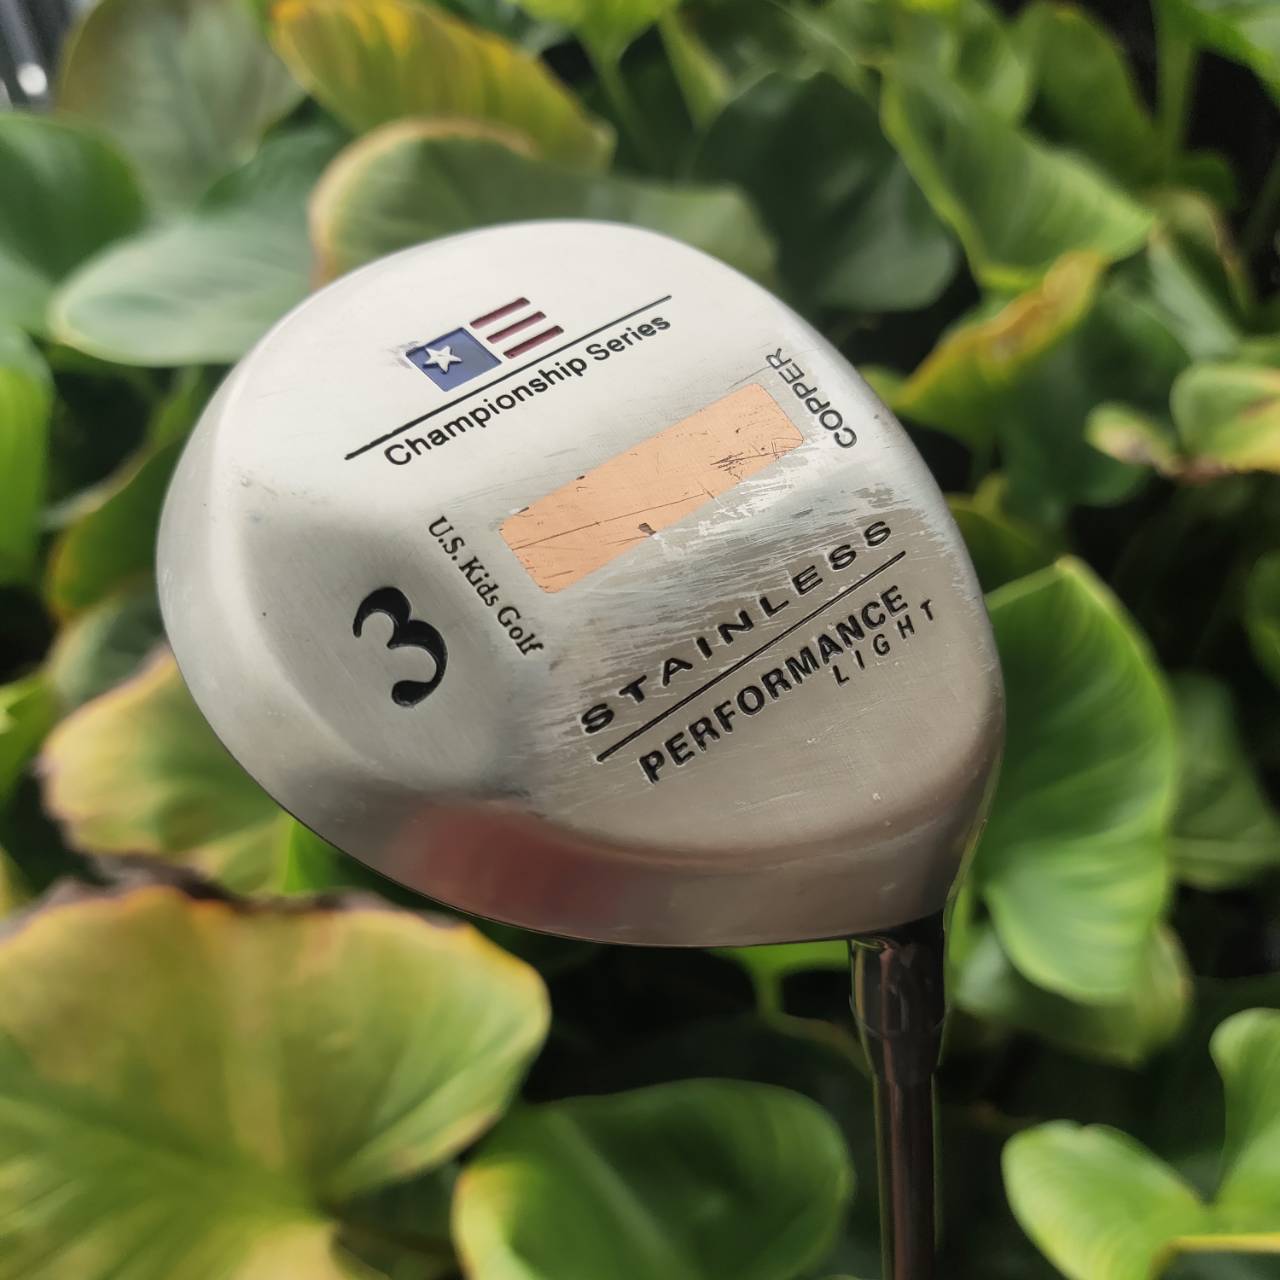 Championship Series
COPPER
U.S. Kids Golf
3
STAINLESS
PERFORMANCE
LIGHT